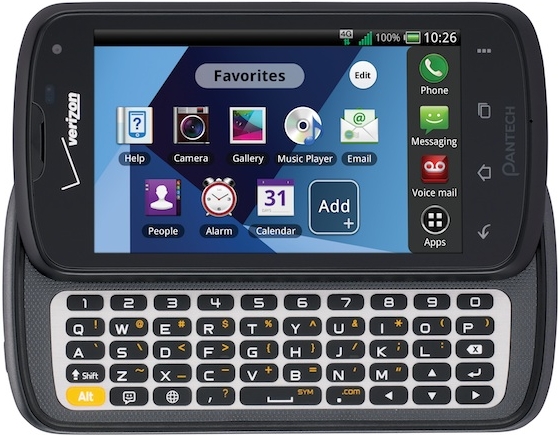 4G 100% 10:26
verizon
PANTECH
Favorites
Edit
Phone
Messaging
Voice mail
Apps
Help Camera Gallery Music Player Email
People Alarm Calendar
31
Add
+
1 2 3 4 5 6 7 8 9 0
Q ! W @ E # R $ T % Y ^ U & I * O ( P )
A ` S \ D < F > G { H } J [ K ; L :
Shift Z ~ X - C _ V + B = N ' M "
Alt , ? SYM . .com